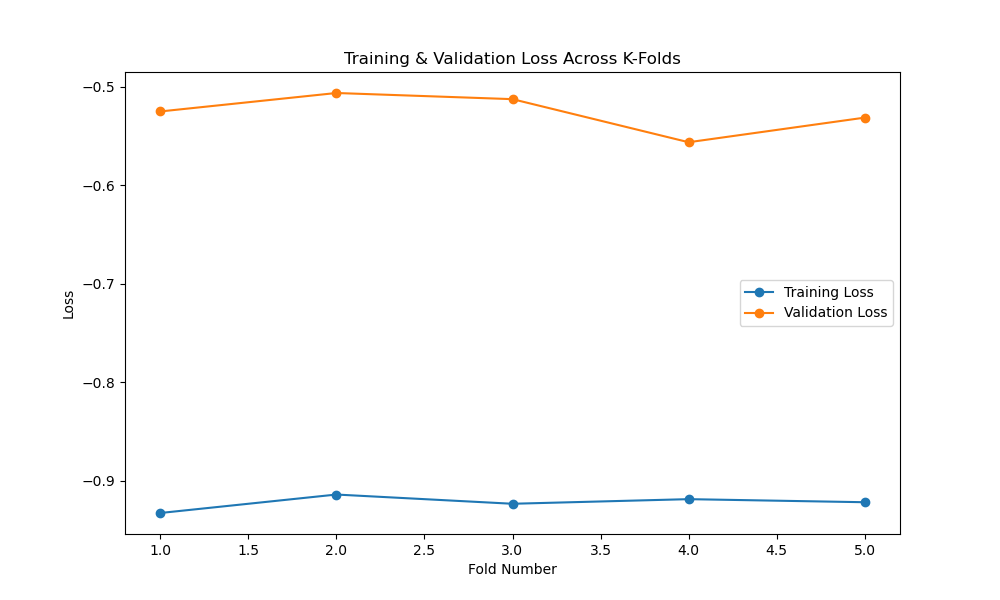 Training & Validation Loss Across K-Folds
−0.5
−0.6
−0.7
−0.8
−0.9
Loss
Training Loss
Validation Loss
1.0 1.5 2.0 2.5 3.0 3.5 4.0 4.5 5.0
Fold Number